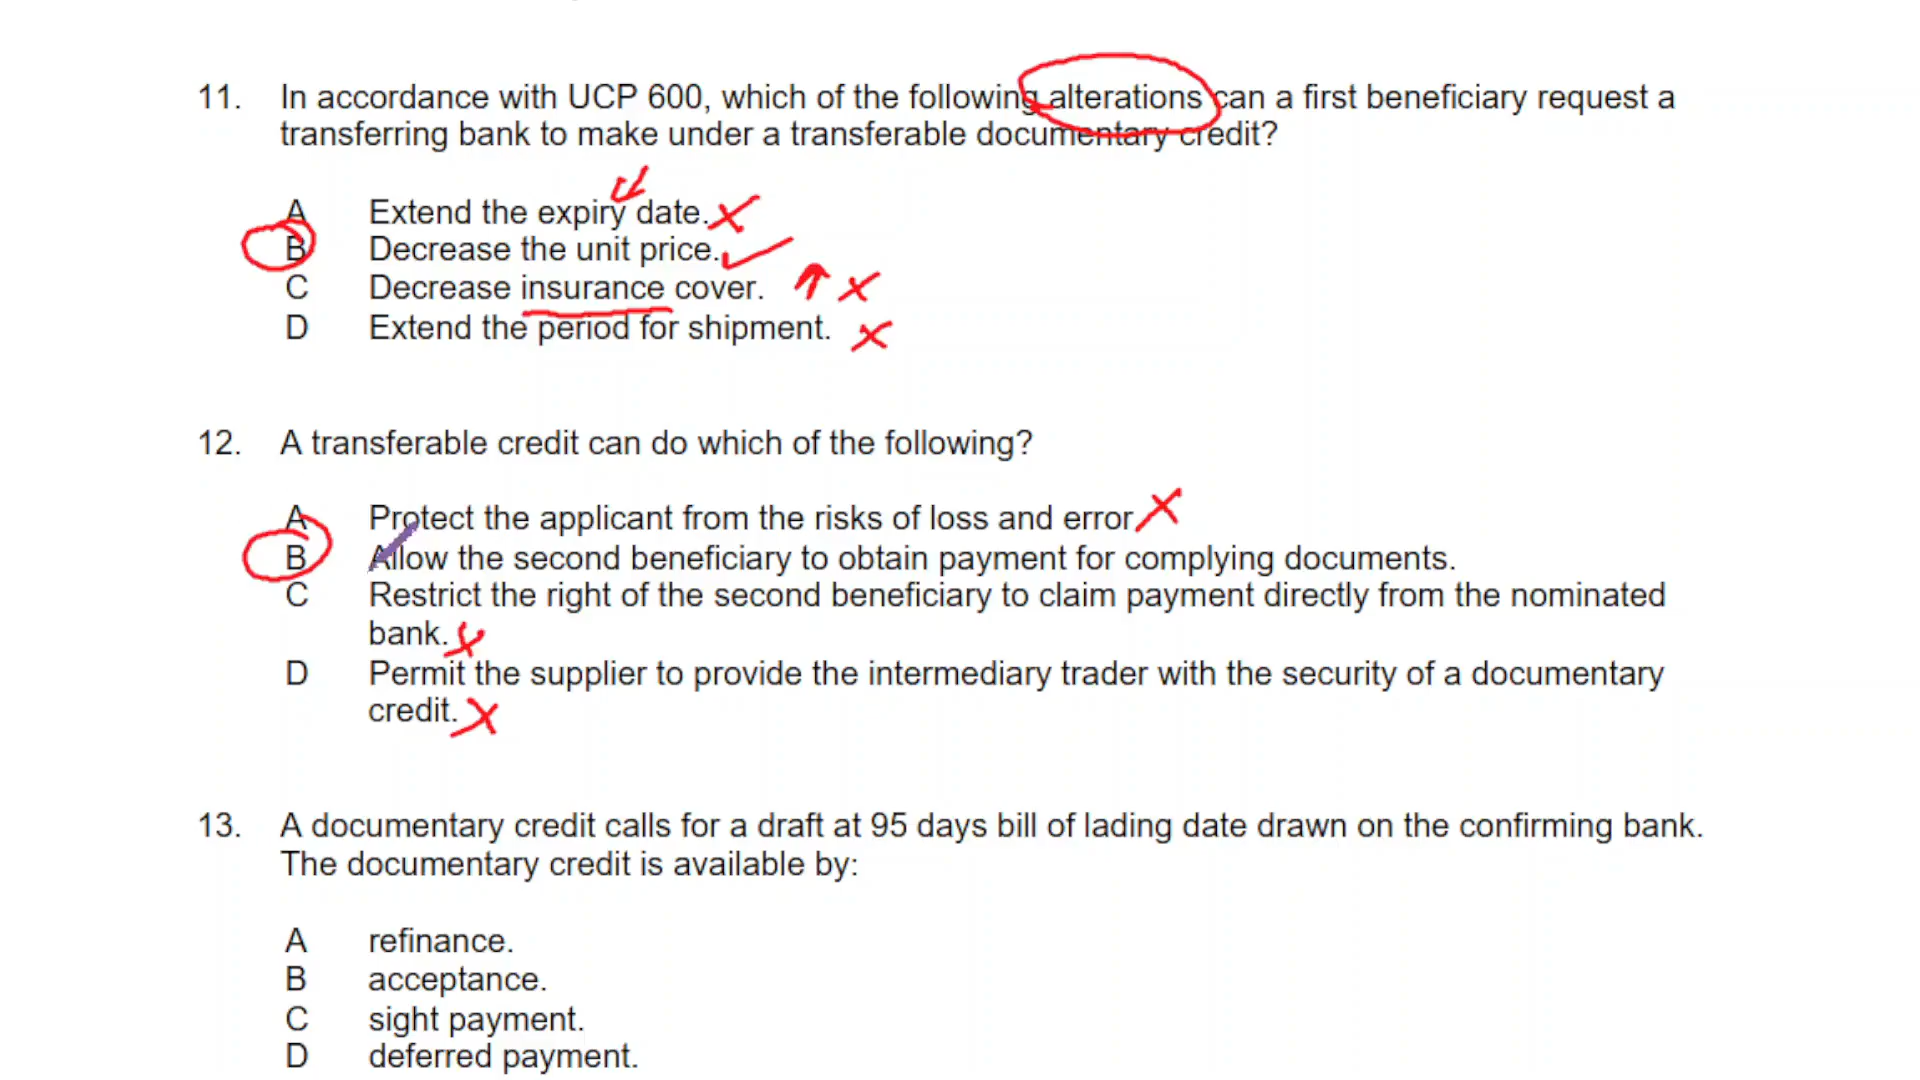 11. In accordance with UCP 600, which of the following alterations can a first beneficiary request a
transferring bank to make under a transferable documentary credit?
A Extend the expiry date.
B Decrease the unit price.
C Decrease insurance cover.
D Extend the period for shipment.
12. A transferable credit can do which of the following?
A Protect the applicant from the risks of loss and error
B Allow the second beneficiary to obtain payment for complying documents.
C Restrict the right of the second beneficiary to claim payment directly from the nominated
bank.
D Permit the supplier to provide the intermediary trader with the security of a documentary
credit.
13. A documentary credit calls for a draft at 95 days bill of lading date drawn on the confirming bank.
The documentary credit is available by:
A refinance.
B acceptance.
C sight payment.
D deferred payment.